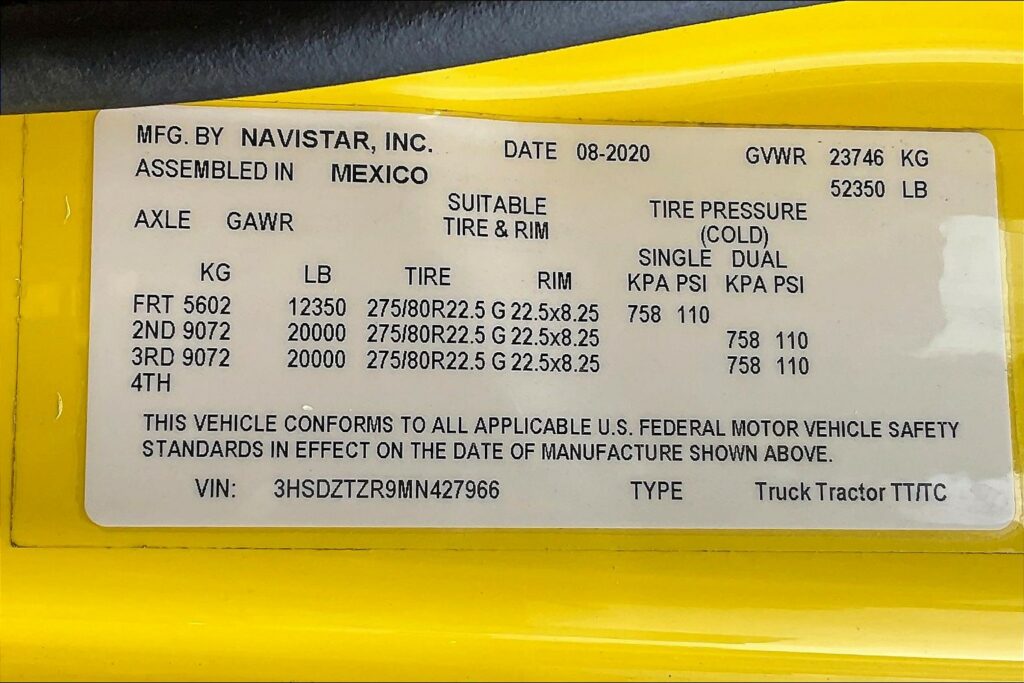 MFG. BY NAVISTAR, INC. DATE 08-2020 GVWR 23746 KG
ASSEMBLED IN MEXICO 52350 LB
AXLE GAWR SUITABLE TIRE PRESSURE
TIRE & RIM (COLD)
SINGLE DUAL
KG LB TIRE RIM KPA PSI KPA PSI
FRT 5602 12350 275/80R22.5 G 22.5x8.25 758 110
2ND 9072 20000 275/80R22.5 G 22.5x8.25 758 110
3RD 9072 20000 275/80R22.5 G 22.5x8.25 758 110
4TH
THIS VEHICLE CONFORMS TO ALL APPLICABLE U.S. FEDERAL MOTOR VEHICLE SAFETY
STANDARDS IN EFFECT ON THE DATE OF MANUFACTURE SHOWN ABOVE.
VIN: 3HSDZTZR9MN427966 TYPE Truck Tractor TT/TC